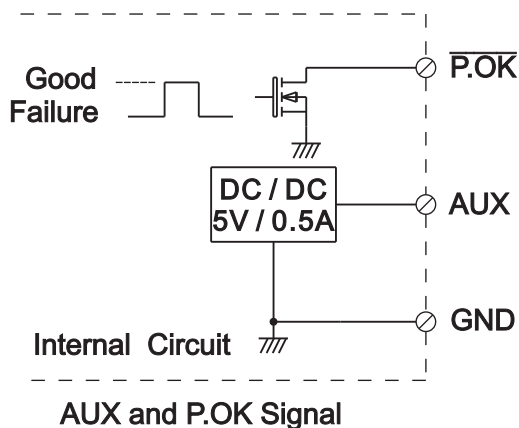 Good
Failure
P.OK
DC / DC
5V / 0.5A
AUX
GND
Internal Circuit
AUX and P.OK Signal